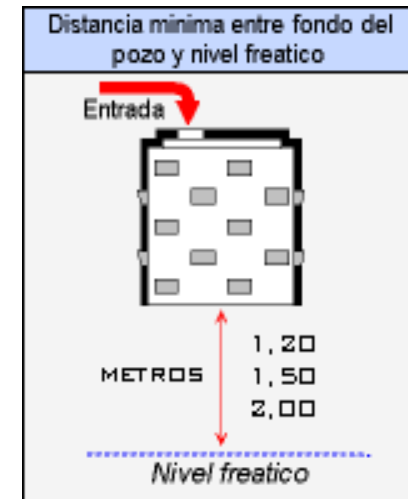 Distancia minima entre fondo del
pozo y nivel freatico
Entrada
1,20
METROS 1,50
2,00
Nivel freatico